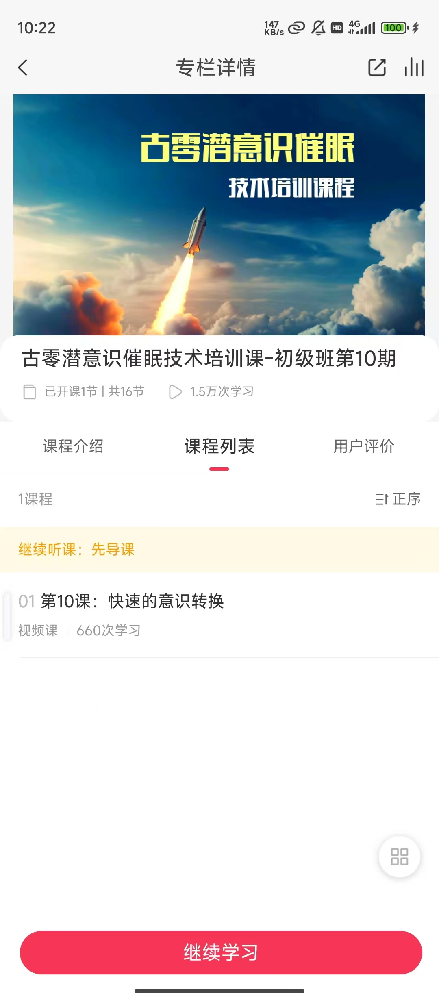 10:22
147
KB/s
HD
4G
100
专栏详情
古零潜意识催眠
技术培训课程
古零潜意识催眠技术培训课-初级班第10期
已开课1节 | 共16节
1.5万次学习
课程介绍
课程列表
用户评价
1课程
正序
继续听课：先导课
01 第10课：快速的意识转换
视频课 | 660次学习
继续学习